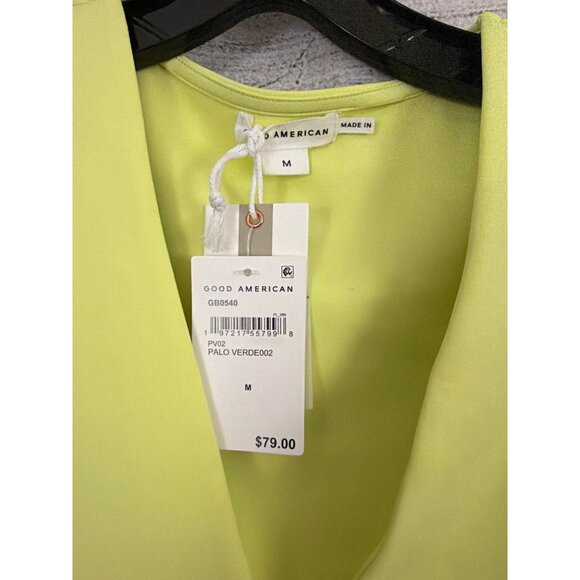 GOOD AMERICAN
MADE IN
M
GOOD AMERICAN
GB0540
1 97217 55799 8
PV02
PALO VERDE002
M
$79.00